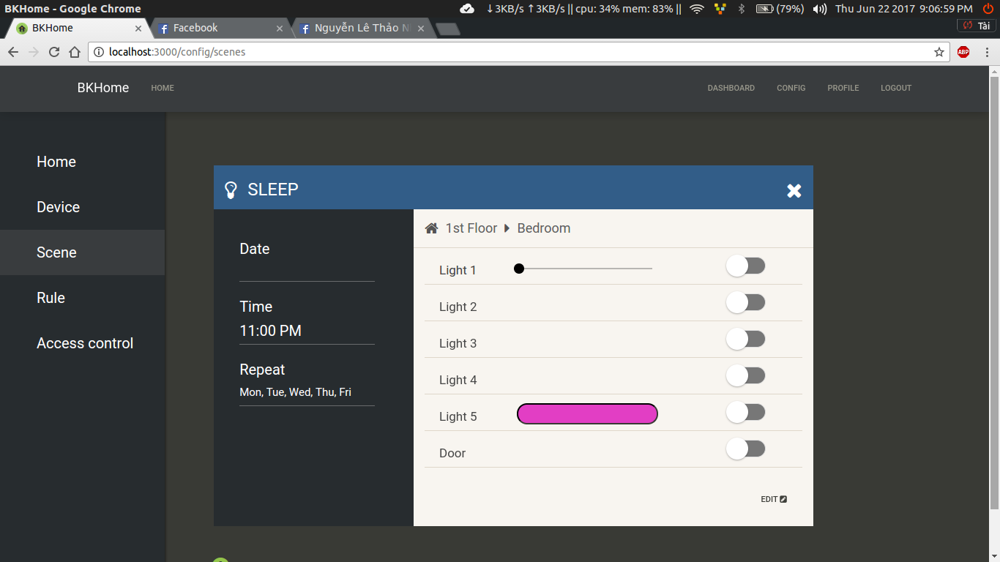 BKHome - Google Chrome
↓3KB/s ↑3KB/s || cpu: 34% mem: 83% ||
(79%)
Thu Jun 22 2017 9:06:59 PM
BKHome
Facebook
Nguyễn Lê Thảo N
Tài
localhost:3000/config/scenes
ABP
BKHome
HOME
DASHBOARD
CONFIG
PROFILE
LOGOUT
Home
Device
Scene
Rule
Access control
SLEEP
Date
Time
11:00 PM
Repeat
Mon, Tue, Wed, Thu, Fri
1st Floor
Bedroom
Light 1
Light 2
Light 3
Light 4
Light 5
Door
EDIT